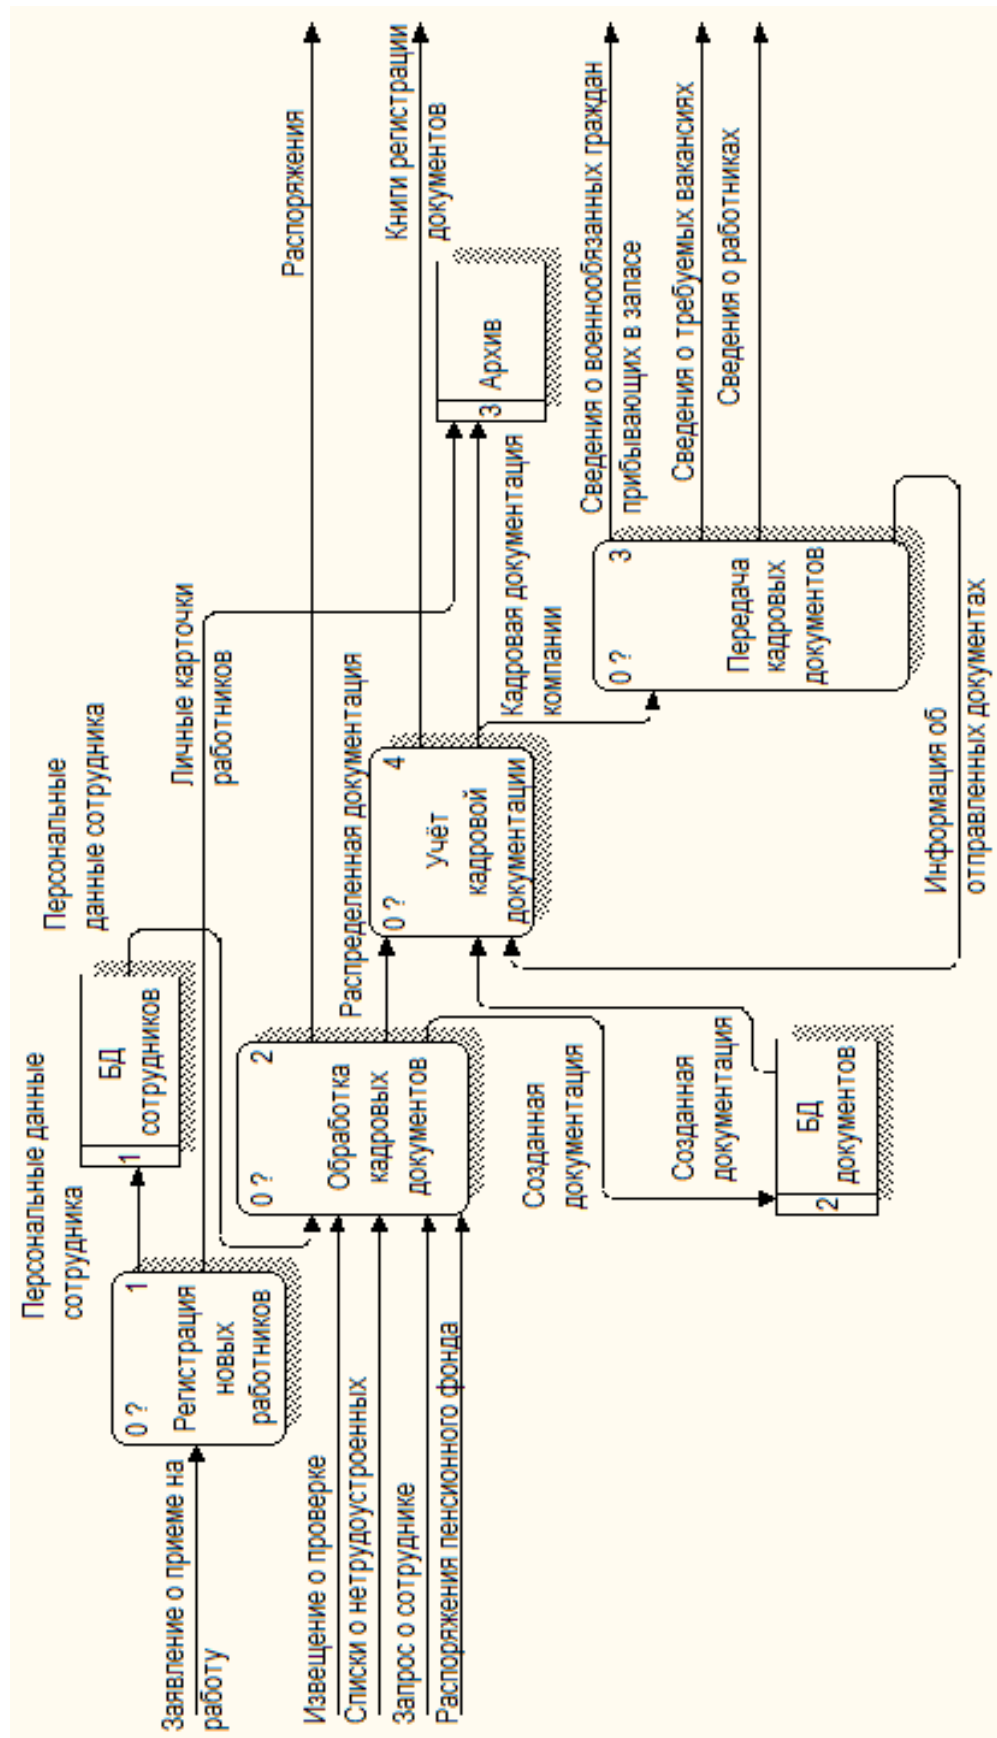 Персональные данные
сотрудника
Персональные
данные сотрудника
1
БД
сотрудников
0 ?
1
Регистрация
новых
работников
Заявление о приеме на
работу
Личные карточки
работников
Распоряжения
0 ?
2
Обработка
кадровых
документов
Извещение о проверке
Списки о нетрудоустроенных
Запрос о сотруднике
Распоряжения пенсионного фонда
Распределенная документация
0 ?
4
Учёт
кадровой
документации
Книги регистрации
документов
3
Архив
Кадровая документация
компании
Созданная
документация
Созданная
документация
2
БД
документов
0 ?
3
Передача
кадровых
документов
Сведения о военнообязанных граждан
прибывающих в запасе
Сведения о требуемых вакансиях
Сведения о работниках
Информация об
отправленных документах